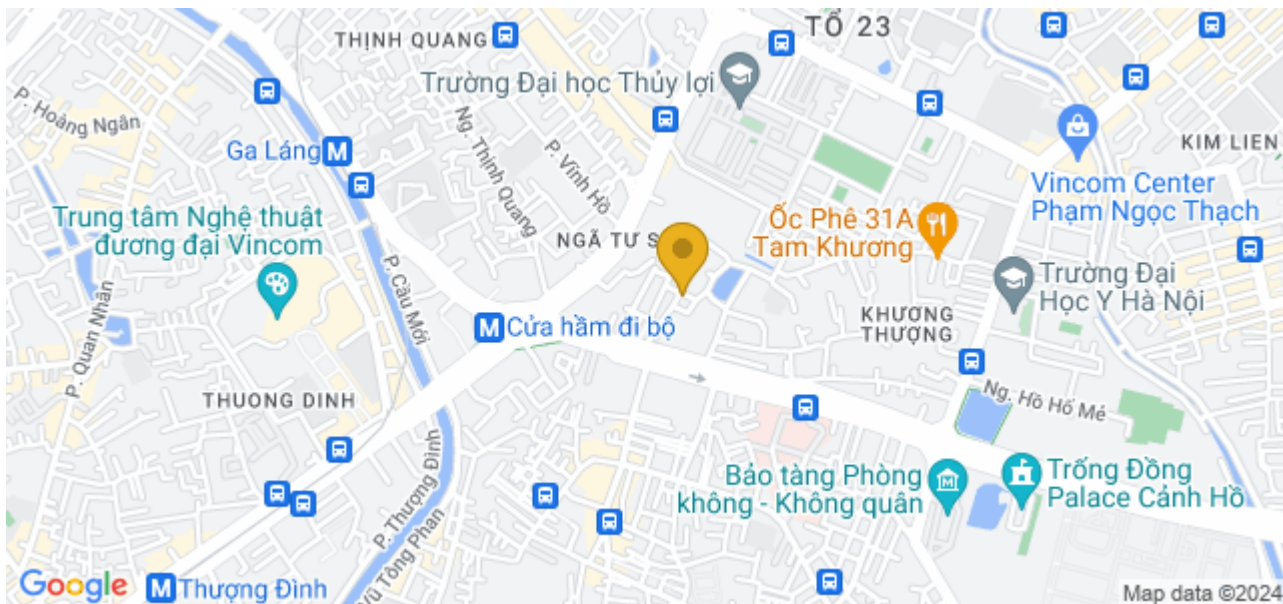 TỔ 23
THỊNH QUANG
Trường Đại học Thủy lợi
P. Hoàng Ngân
Ga Láng
Ng. Thịnh Quang
P. Vĩnh Hồ
KIM LIEN
Vincom Center
Phạm Ngọc Thạch
Trung tâm Nghệ thuật
đương đại Vincom
NGÃ TƯ S
Ốc Phê 31A
Tam Khương
Trường Đại
Học Y Hà Nội
P. Cầu Mới
P. Quan Nhân
Cửa hầm đi bộ
KHƯƠNG
THƯỢNG
THUONG DINH
Ng. Hồ Hố Mẻ
P. Thượng Đình
Vũ Tông Phan
Bảo tàng Phòng
không - Không quân
Trống Đồng
Palace Cảnh Hồ
Google
Thượng Đình
Map data ©2024